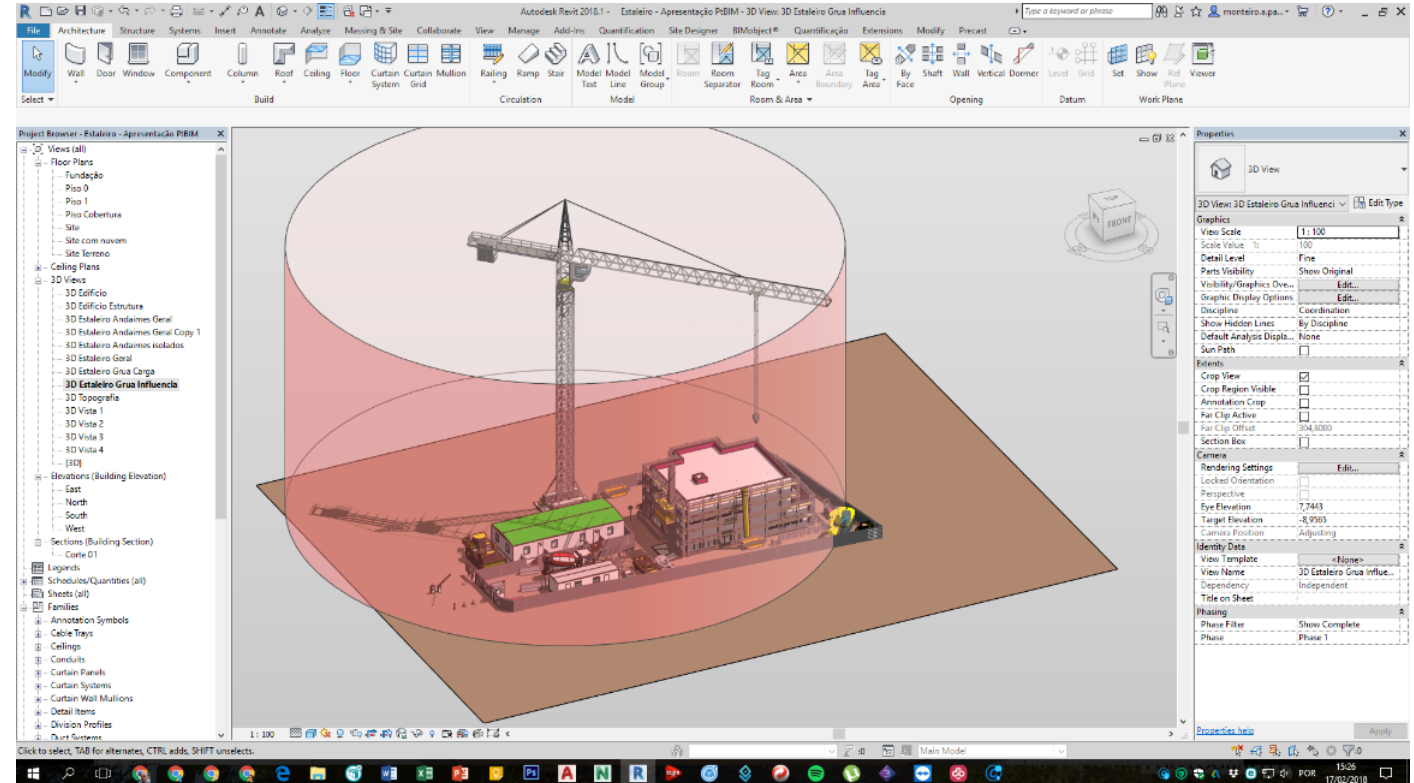 Autodesk Revit 2018.1 - Estaleiro - Apresentação PtBIM - 3D View: 3D Estaleiro Grua Influencia
Type a keyword or phrase
monteiro.a.pa...
File Architecture Structure Systems Insert Annotate Analyze Massing & Site Collaborate View Manage Add-Ins Quantification Site Designer BIMobject® Quantificação Extensions Modify Precast
Modify Wall Door Window Component Column Roof Ceiling Floor Curtain System Curtain Grid Mullion Railing Ramp Stair Model Text Model Line Model Group Room Room Separator Tag Room Area Area Boundary Tag Area By Face Shaft Wall Vertical Dormer Level Grid Set Show Ref Plane Viewer
Select Build Circulation Model Room & Area Opening Datum Work Plane
Project Browser - Estaleiro - Apresentação PtBIM
Views (all)
Floor Plans
Fundação
Piso 0
Piso 1
Piso Cobertura
Site
Site com nuvem
Site Terreno
Ceiling Plans
3D Views
3D Edificio
3D Edificio Estrutura
3D Estaleiro Andaimes Geral
3D Estaleiro Andaimes Geral Copy 1
3D Estaleiro Andaimes isolados
3D Estaleiro Geral
3D Estaleiro Grua Carga
3D Estaleiro Grua Influencia
3D Topografia
3D Vista 1
3D Vista 2
3D Vista 3
3D Vista 4
{3D}
Elevations (Building Elevation)
East
North
South
West
Sections (Building Section)
Corte 01
Legends
Schedules/Quantities (all)
Sheets (all)
Families
Annotation Symbols
Cable Trays
Ceilings
Conduits
Curtain Panels
Curtain Systems
Curtain Wall Mullions
Detail Items
Division Profiles
Duct Systems
TOP
FRONT
Properties
3D View
3D View: 3D Estaleiro Grua Influenci Edit Type
Graphics
View Scale 1 : 100
Scale Value 1: 100
Detail Level Fine
Parts Visibility Show Original
Visibility/Graphics Ove... Edit...
Graphic Display Options Edit...
Discipline Coordination
Show Hidden Lines By Discipline
Default Analysis Displa... None
Sun Path
Extents
Crop View
Crop Region Visible
Annotation Crop
Far Clip Active
Far Clip Offset 304,8000
Section Box
Camera
Rendering Settings Edit...
Locked Orientation
Perspective
Eye Elevation 7,7443
Target Elevation -8,9565
Camera Position Adjusting
Identity Data
View Template <None>
View Name 3D Estaleiro Grua Influe...
Dependency Independent
Title on Sheet
Phasing
Phase Filter Show Complete
Phase Phase 1
Properties help Apply
1 : 100
Click to select, TAB for alternates, CTRL adds, SHIFT unselects.
:0 Main Model :0
POR 15:26
17/02/2018